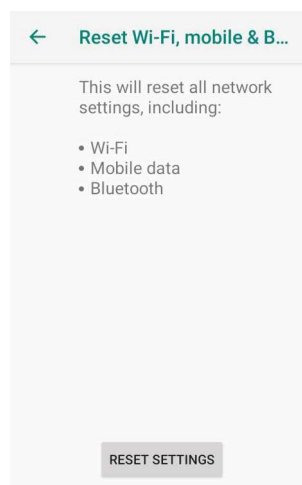 Reset Wi-Fi, mobile & B...
This will reset all network
settings, including:
• Wi-Fi
• Mobile data
• Bluetooth
RESET SETTINGS